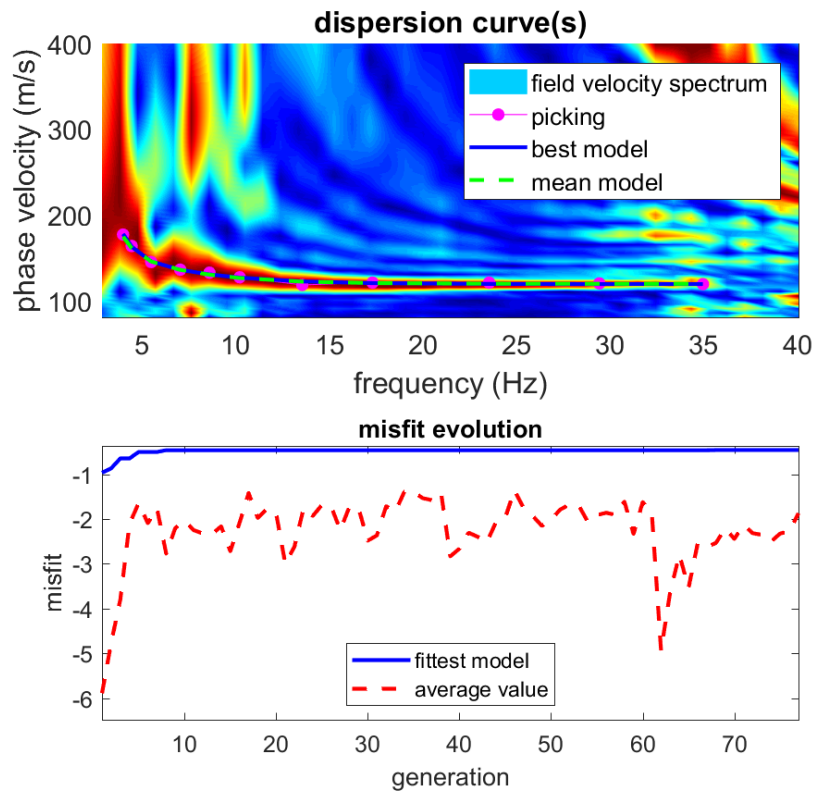 dispersion curve(s)
phase velocity (m/s)
400
300
200
100
field velocity spectrum
picking
best model
mean model
5 10 15 20 25 30 35 40
frequency (Hz)
misfit evolution
misfit
-1
-2
-3
-4
-5
-6
fittest model
average value
10 20 30 40 50 60 70
generation